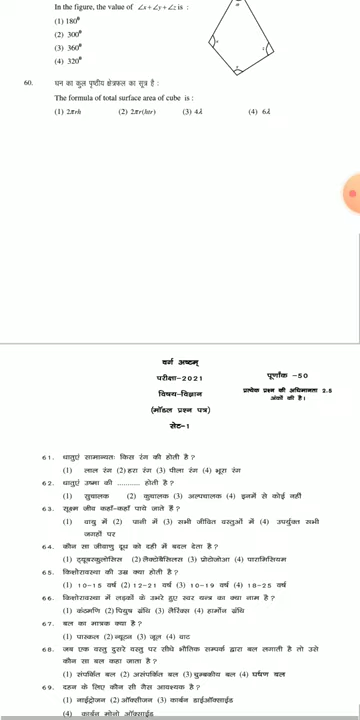 In the figure, the value of ∠x+∠y+∠z is :
(1) 180°
(2) 300°
(3) 360°
(4) 320°
60. घन का कुल पृष्ठीय क्षेत्रफल का सूत्र है :
The formula of total surface area of cube is :
(1) 2πrh (2) 2πr(h+r) (3) 4λ (4) 6λ
वर्ग अष्टम्
परीक्षा-2021 पूर्णांक -50
विषय-विज्ञान प्रत्येक प्रश्न की अधिमानता 2.5
(मॉडल प्रश्न पत्र) अंकों की है।
सेट-1
61. धातुएं सामान्यतः किस रंग की होती है ?
(1) लाल रंग (2) हरा रंग (3) पीला रंग (4) भूरा रंग
62. धातुएं उष्मा की ........... होती है ?
(1) सुचालक (2) कुचालक (3) अल्पचालक (4) इनमें से कोई नहीं
63. सूक्ष्म जीव कहाँ-कहाँ पाये जाते हैं ?
(1) वायु में (2) पानी में (3) सभी जीवित वस्तुओं में (4) उपर्युक्त सभी
जगहों पर
64. कौन सा जीवाणु दूध को दही में बदल देता है ?
(1) ट्यूबरकुलोसिस (2) लैक्टोबैसिलस (3) प्रोटोजोआ (4) पारामिसियम
65. किशोरावस्था की उम्र क्या होती है ?
(1) 10-15 वर्ष (2) 12-21 वर्ष (3) 10-19 वर्ष (4) 18-25 वर्ष
66. किशोरावस्था में लड़कों के उभरे हुए स्वर यन्त्र का क्या नाम है ?
(1) कंठमणि (2) पियुष ग्रंथि (3) लैरिंक्स (4) हार्मोन ग्रंथि
67. बल का मात्रक क्या है ?
(1) पास्कल (2) न्यूटन (3) जूल (4) वाट
68. जब एक वस्तु दुसरे वस्तु पर सीधे भौतिक सम्पर्क द्वारा बल लगाती है तो उसे
कौन सा बल कहा जाता है ?
(1) संपर्कित बल (2) असंपर्कित बल (3) चुम्बकीय बल (4) घर्षण बल
69. दहन के लिए कौन सी गैस आवश्यक है ?
(1) नाईट्रोजन (2) ऑक्सीजन (3) कार्बन डाईऑक्साईड
(4) कार्बन मोनो ऑक्साईड